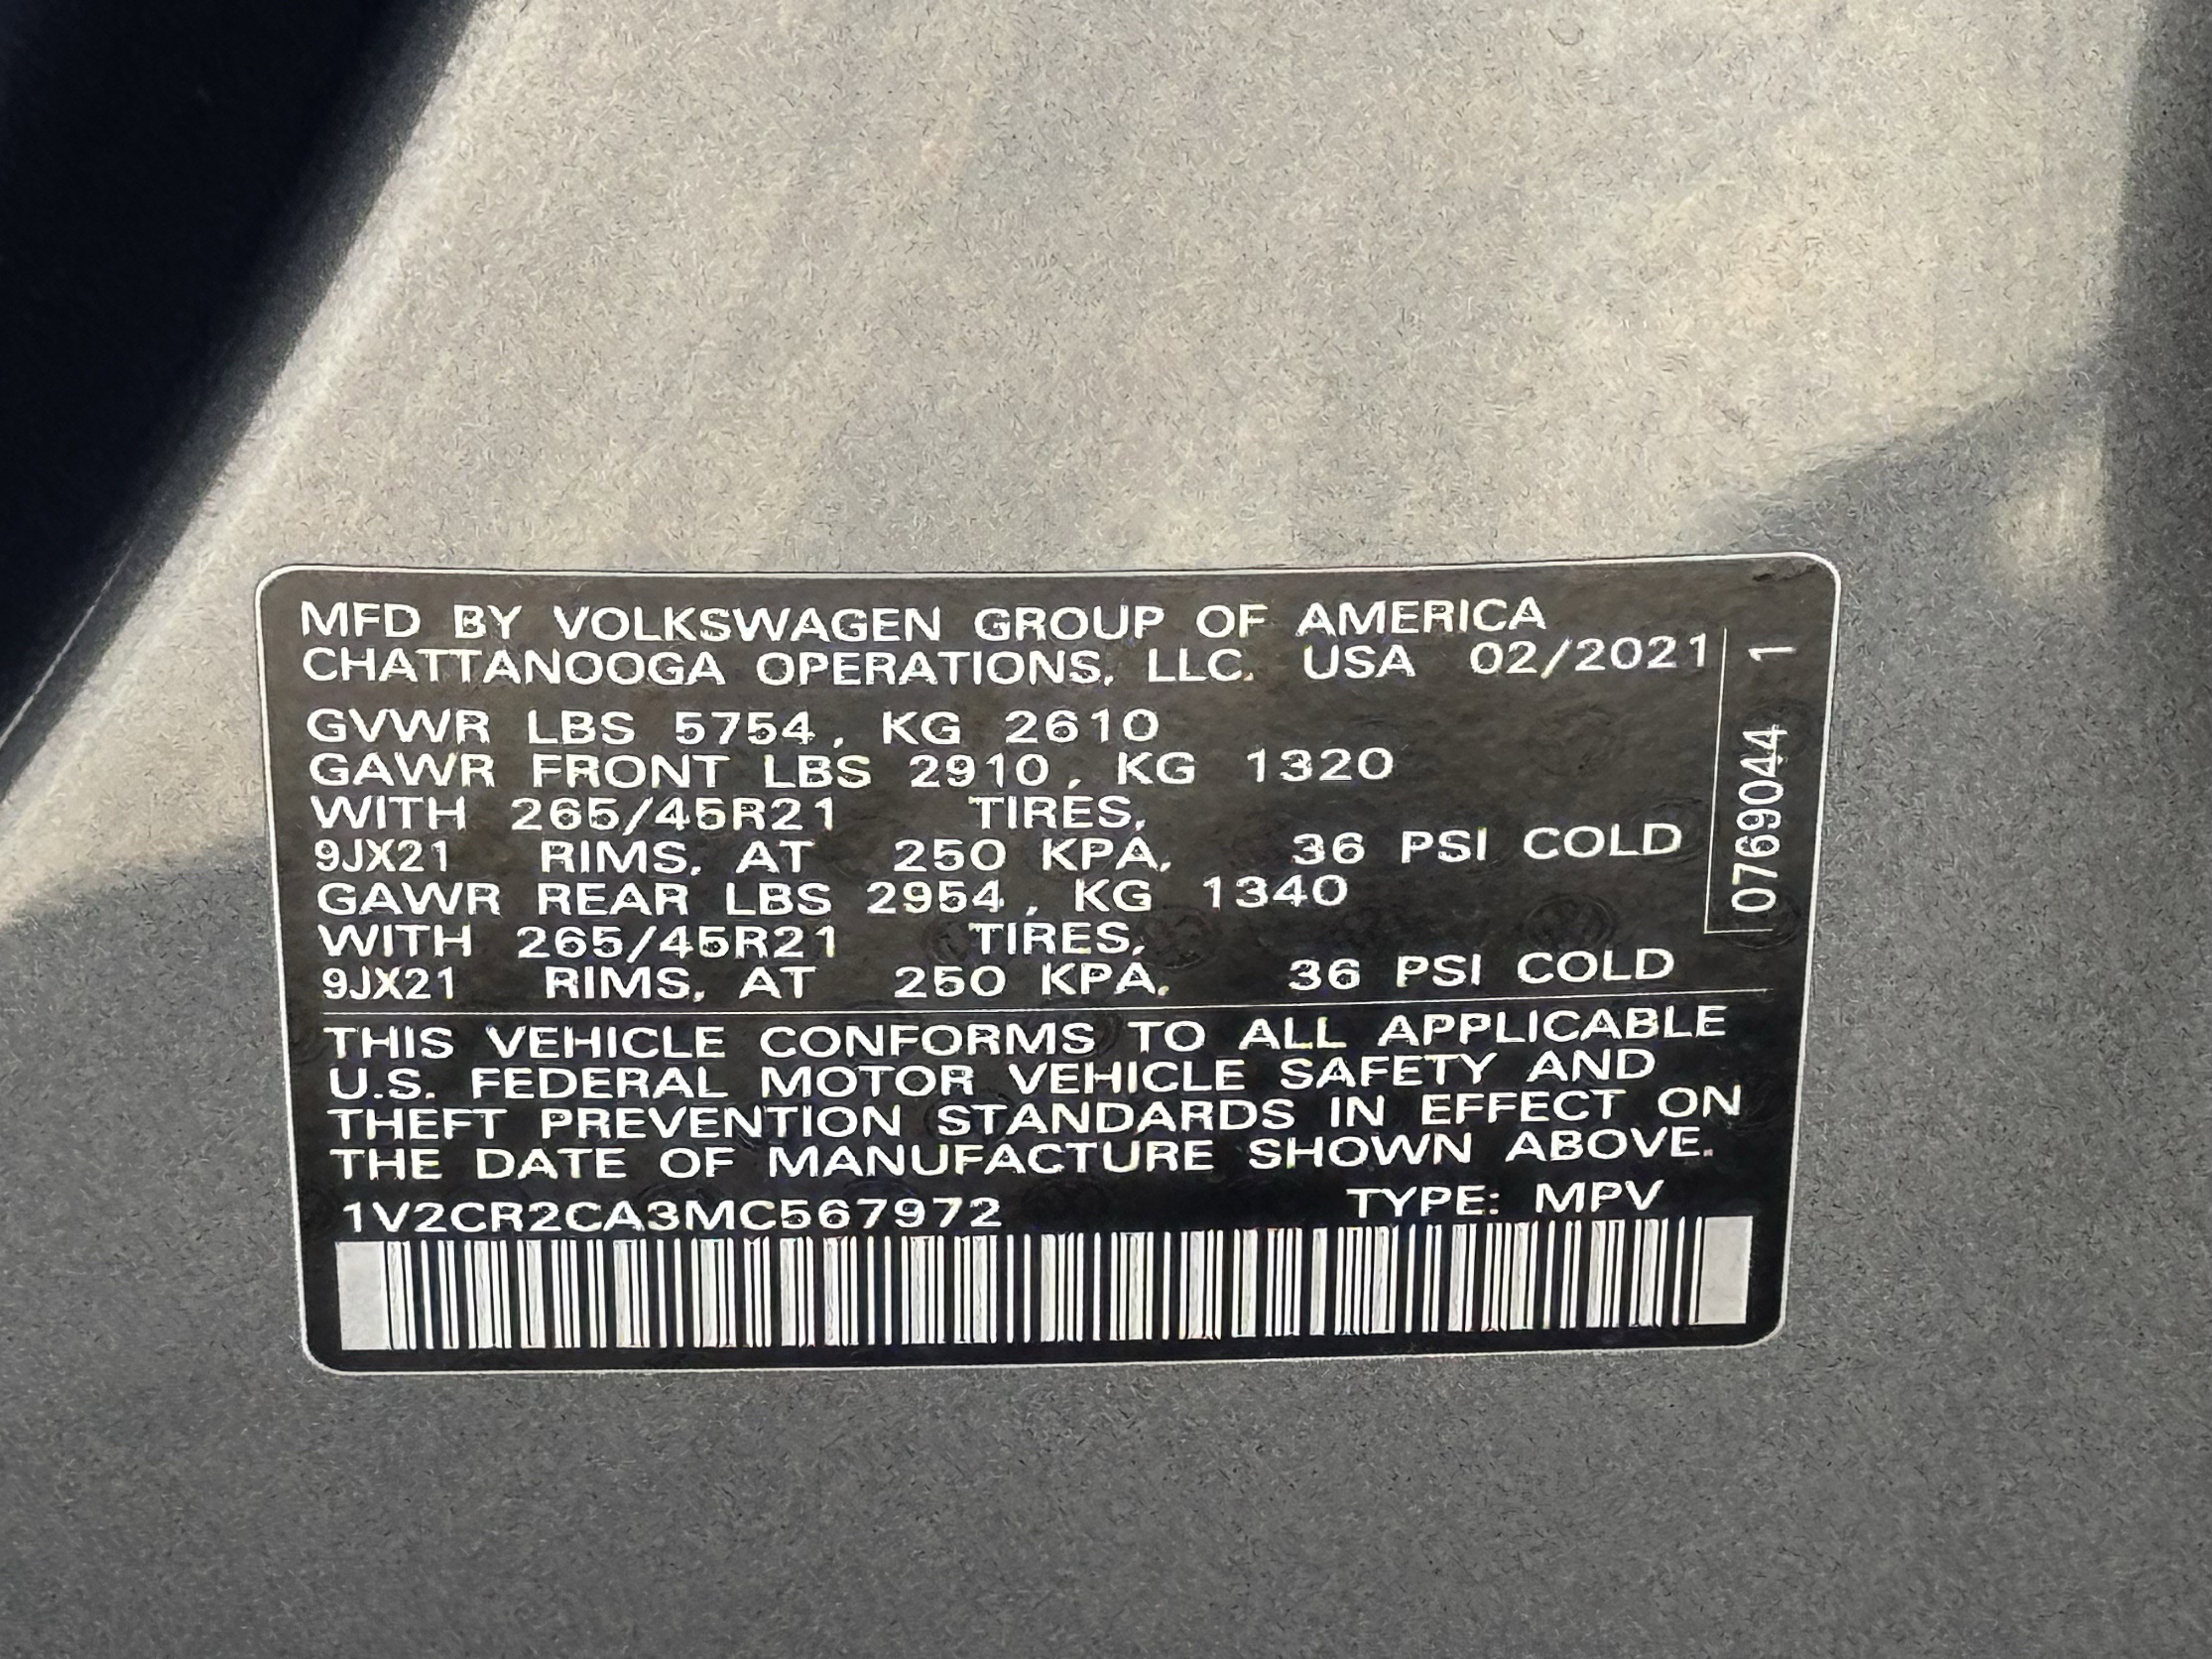 MFD BY VOLKSWAGEN GROUP OF AMERICA
CHATTANOOGA OPERATIONS, LLC. USA 02/2021
GVWR LBS 5754, KG 2610
GAWR FRONT LBS 2910, KG 1320
WITH 265/45R21 TIRES,
9JX21 RIMS, AT 250 KPA, 36 PSI COLD
GAWR REAR LBS 2954, KG 1340
WITH 265/45R21 TIRES,
9JX21 RIMS, AT 250 KPA, 36 PSI COLD
0769044 1
THIS VEHICLE CONFORMS TO ALL APPLICABLE
U.S. FEDERAL MOTOR VEHICLE SAFETY AND
THEFT PREVENTION STANDARDS IN EFFECT ON
THE DATE OF MANUFACTURE SHOWN ABOVE.
1V2CR2CA3MC567972 TYPE: MPV